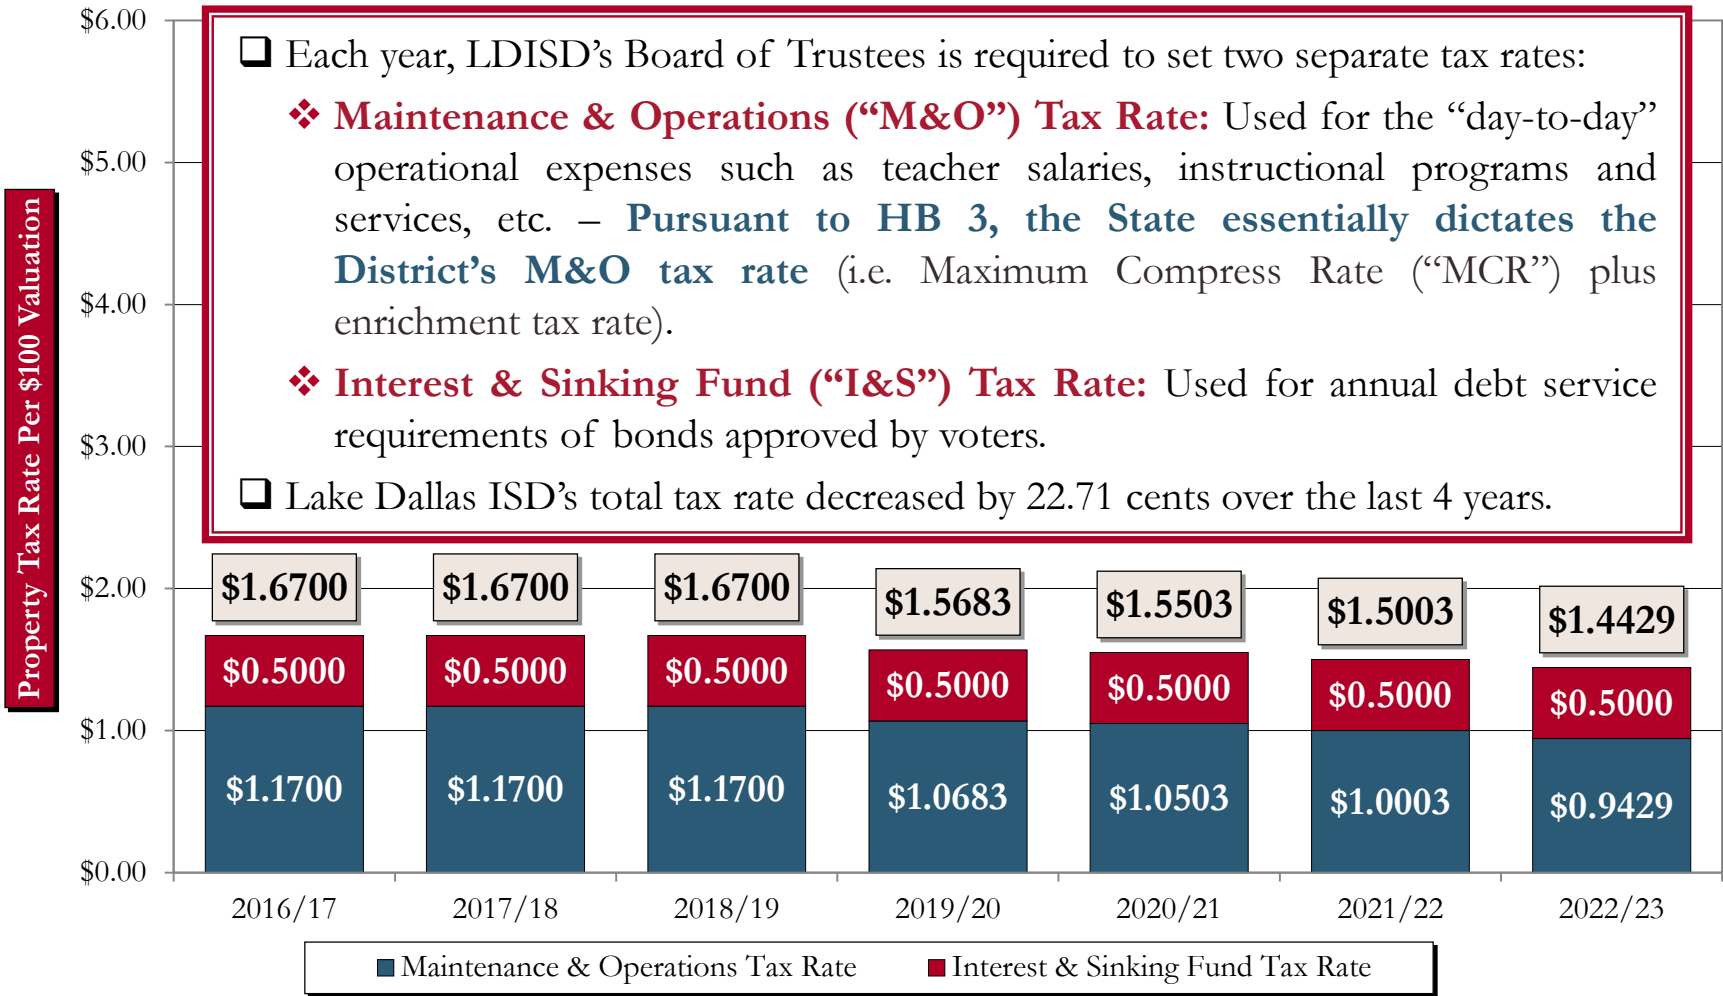 $6.00
$5.00
$4.00
$3.00
$2.00
$1.00
$0.00
Property Tax Rate Per $100 Valuation
Each year, LDISD's Board of Trustees is required to set two separate tax rates:
Maintenance & Operations (“M&O”) Tax Rate: Used for the “day-to-day”
operational expenses such as teacher salaries, instructional programs and
services, etc. – Pursuant to HB 3, the State essentially dictates the
District’s M&O tax rate (i.e. Maximum Compress Rate (“MCR”) plus
enrichment tax rate).
Interest & Sinking Fund (“I&S”) Tax Rate: Used for annual debt service
requirements of bonds approved by voters.
Lake Dallas ISD’s total tax rate decreased by 22.71 cents over the last 4 years.
$1.6700 $1.6700 $1.6700 $1.5683 $1.5503 $1.5003 $1.4429
$0.5000 $0.5000 $0.5000 $0.5000 $0.5000 $0.5000 $0.5000
$1.1700 $1.1700 $1.1700 $1.0683 $1.0503 $1.0003 $0.9429
2016/17 2017/18 2018/19 2019/20 2020/21 2021/22 2022/23
Maintenance & Operations Tax Rate Interest & Sinking Fund Tax Rate